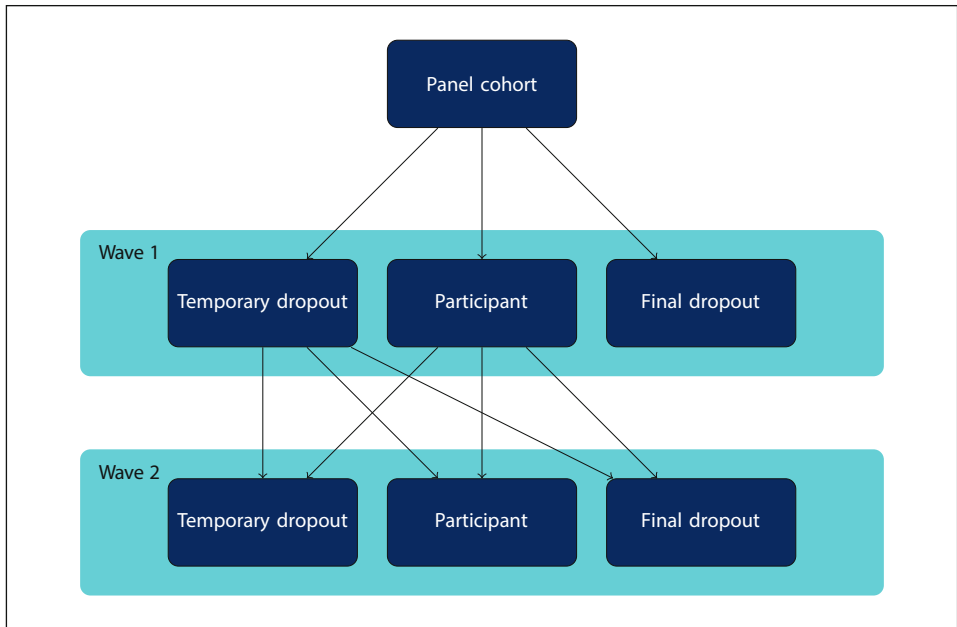 Panel cohort
Wave 1
Temporary dropout
Participant
Final dropout
Wave 2
Temporary dropout
Participant
Final dropout